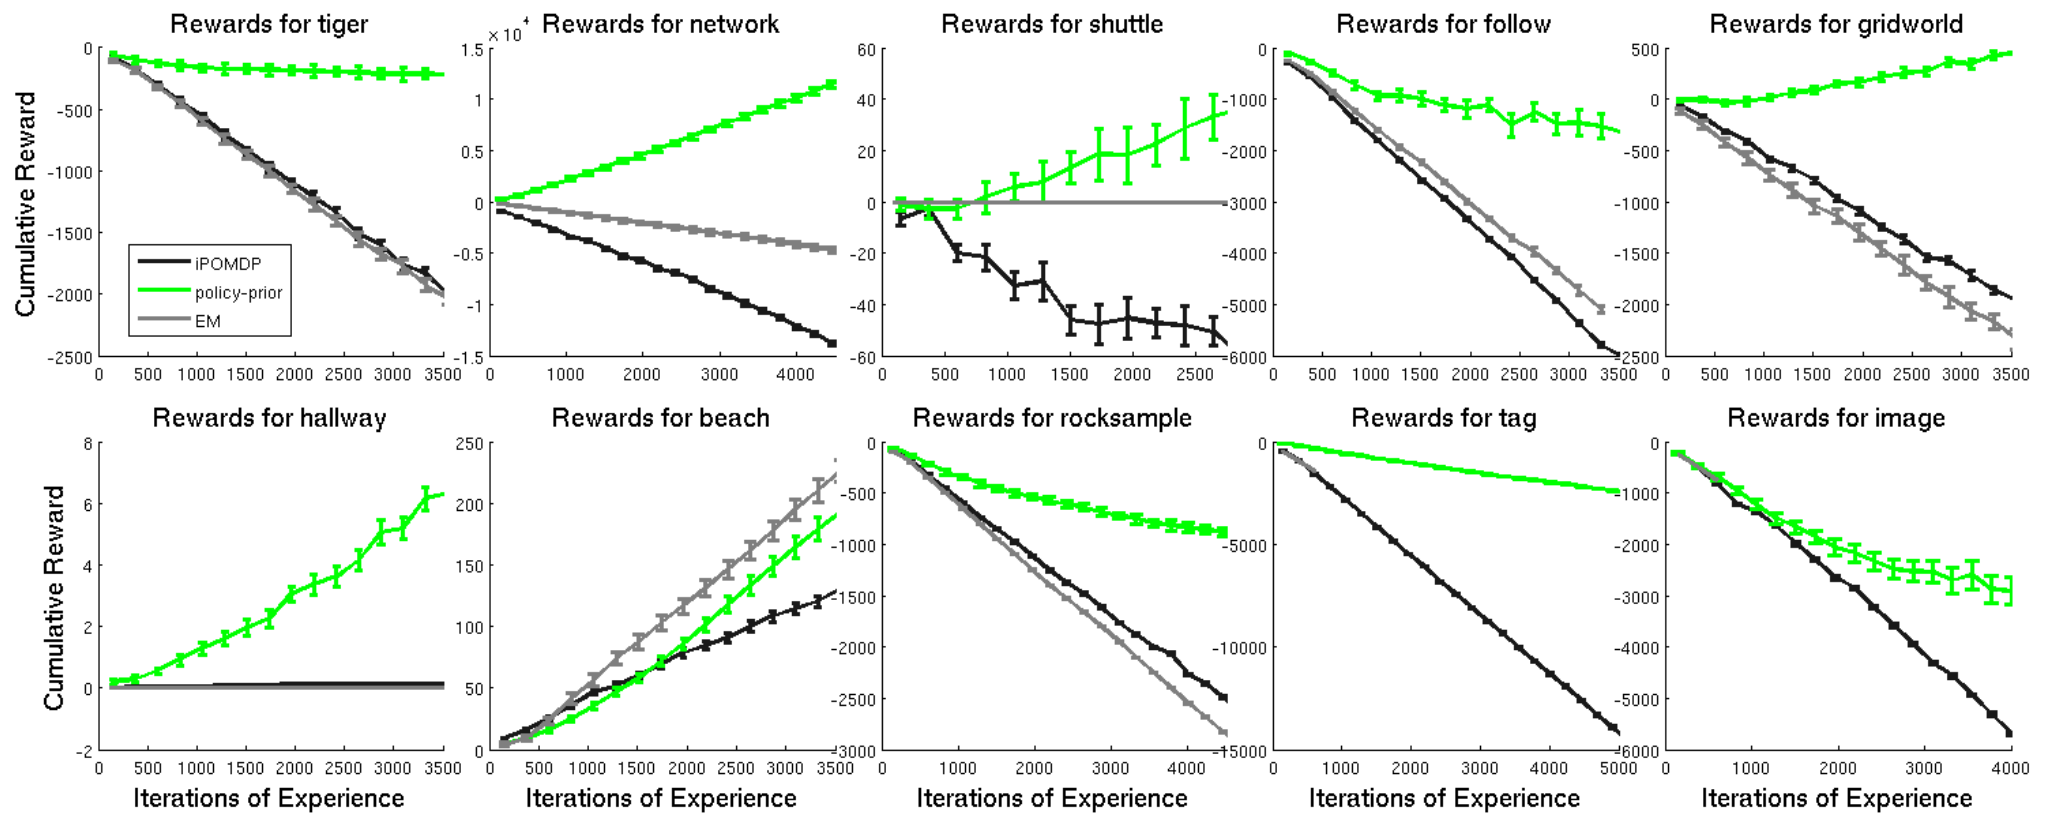 Rewards for tiger
0
-500
-1000
-1500
-2000
-2500
0 500 1000 1500 2000 2500 3000 3500
Cumulative Reward
iPOMDP
policy-prior
EM
Rewards for network
× 10⁴
1.5
1
0.5
0
-0.5
-1
-1.5
0 1000 2000 3000 4000
Rewards for shuttle
60
40
20
0
-20
-40
-60
0 500 1000 1500 2000 2500
Rewards for follow
0
-1000
-2000
-3000
-4000
-5000
-6000
0 500 1000 1500 2000 2500 3000 3500
Rewards for gridworld
500
0
-500
-1000
-1500
-2000
-2500
0 500 1000 1500 2000 2500 3000 3500
Rewards for hallway
8
6
4
2
0
-2
0 500 1000 1500 2000 2500 3000 3500
Cumulative Reward
Iterations of Experience
Rewards for beach
250
200
150
100
50
0
0 500 1000 1500 2000 2500 3000 3500
Iterations of Experience
Rewards for rocksample
0
-500
-1000
-1500
-2000
-2500
-3000
0 1000 2000 3000 4000
Iterations of Experience
Rewards for tag
0
-5000
-10000
-15000
0 1000 2000 3000 4000 5000
Iterations of Experience
Rewards for image
0
-1000
-2000
-3000
-4000
-5000
-6000
0 1000 2000 3000 4000
Iterations of Experience